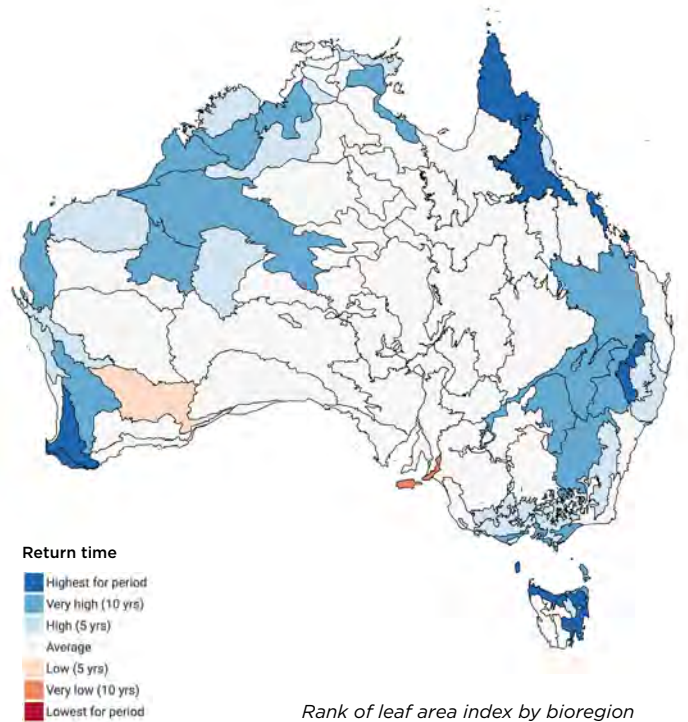 Return time
Highest for period
Very high (10 yrs)
High (5 yrs)
Average
Low (5 yrs)
Very low (10 yrs)
Lowest for period
Rank of leaf area index by bioregion